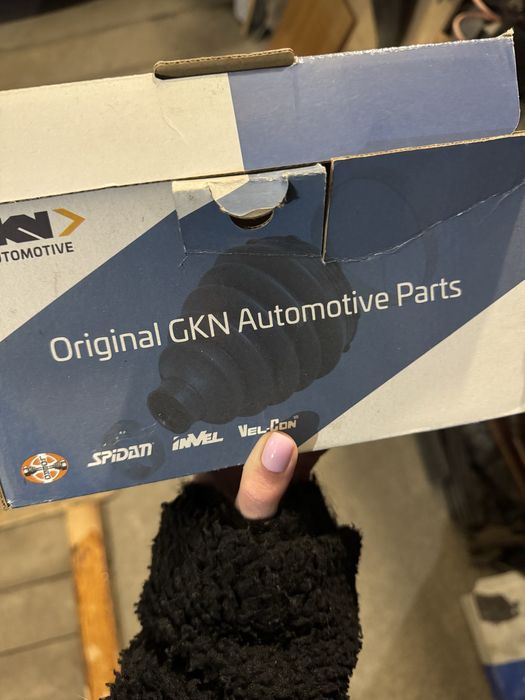 KN
AUTOMOTIVE
Original GKN Automotive Parts
SPIDAN INVEL VEL-CON